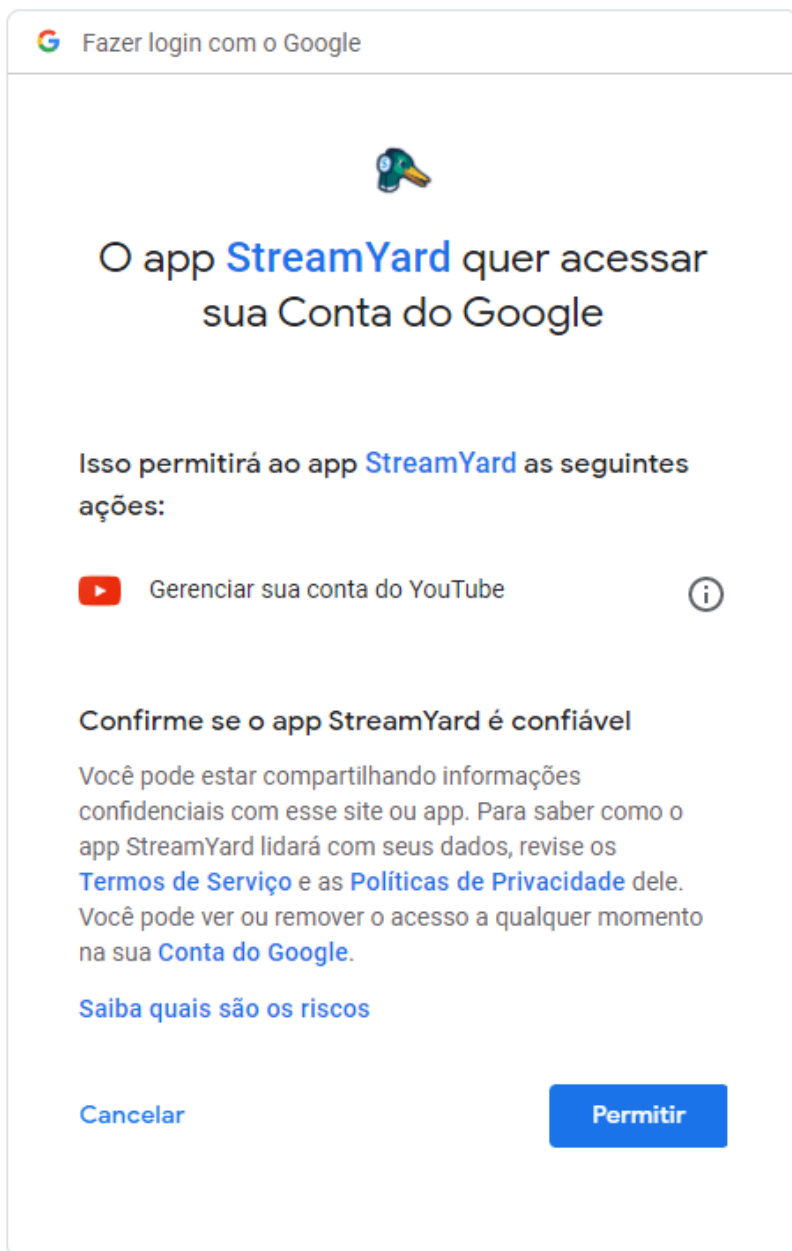 Fazer login com o Google
O app StreamYard quer acessar
sua Conta do Google
Isso permitirá ao app StreamYard as seguintes
ações:
Gerenciar sua conta do YouTube
Confirme se o app StreamYard é confiável
Você pode estar compartilhando informações
confidenciais com esse site ou app. Para saber como o
app StreamYard lidará com seus dados, revise os
Termos de Serviço e as Políticas de Privacidade dele.
Você pode ver ou remover o acesso a qualquer momento
na sua Conta do Google.
Saiba quais são os riscos
Cancelar
Permitir